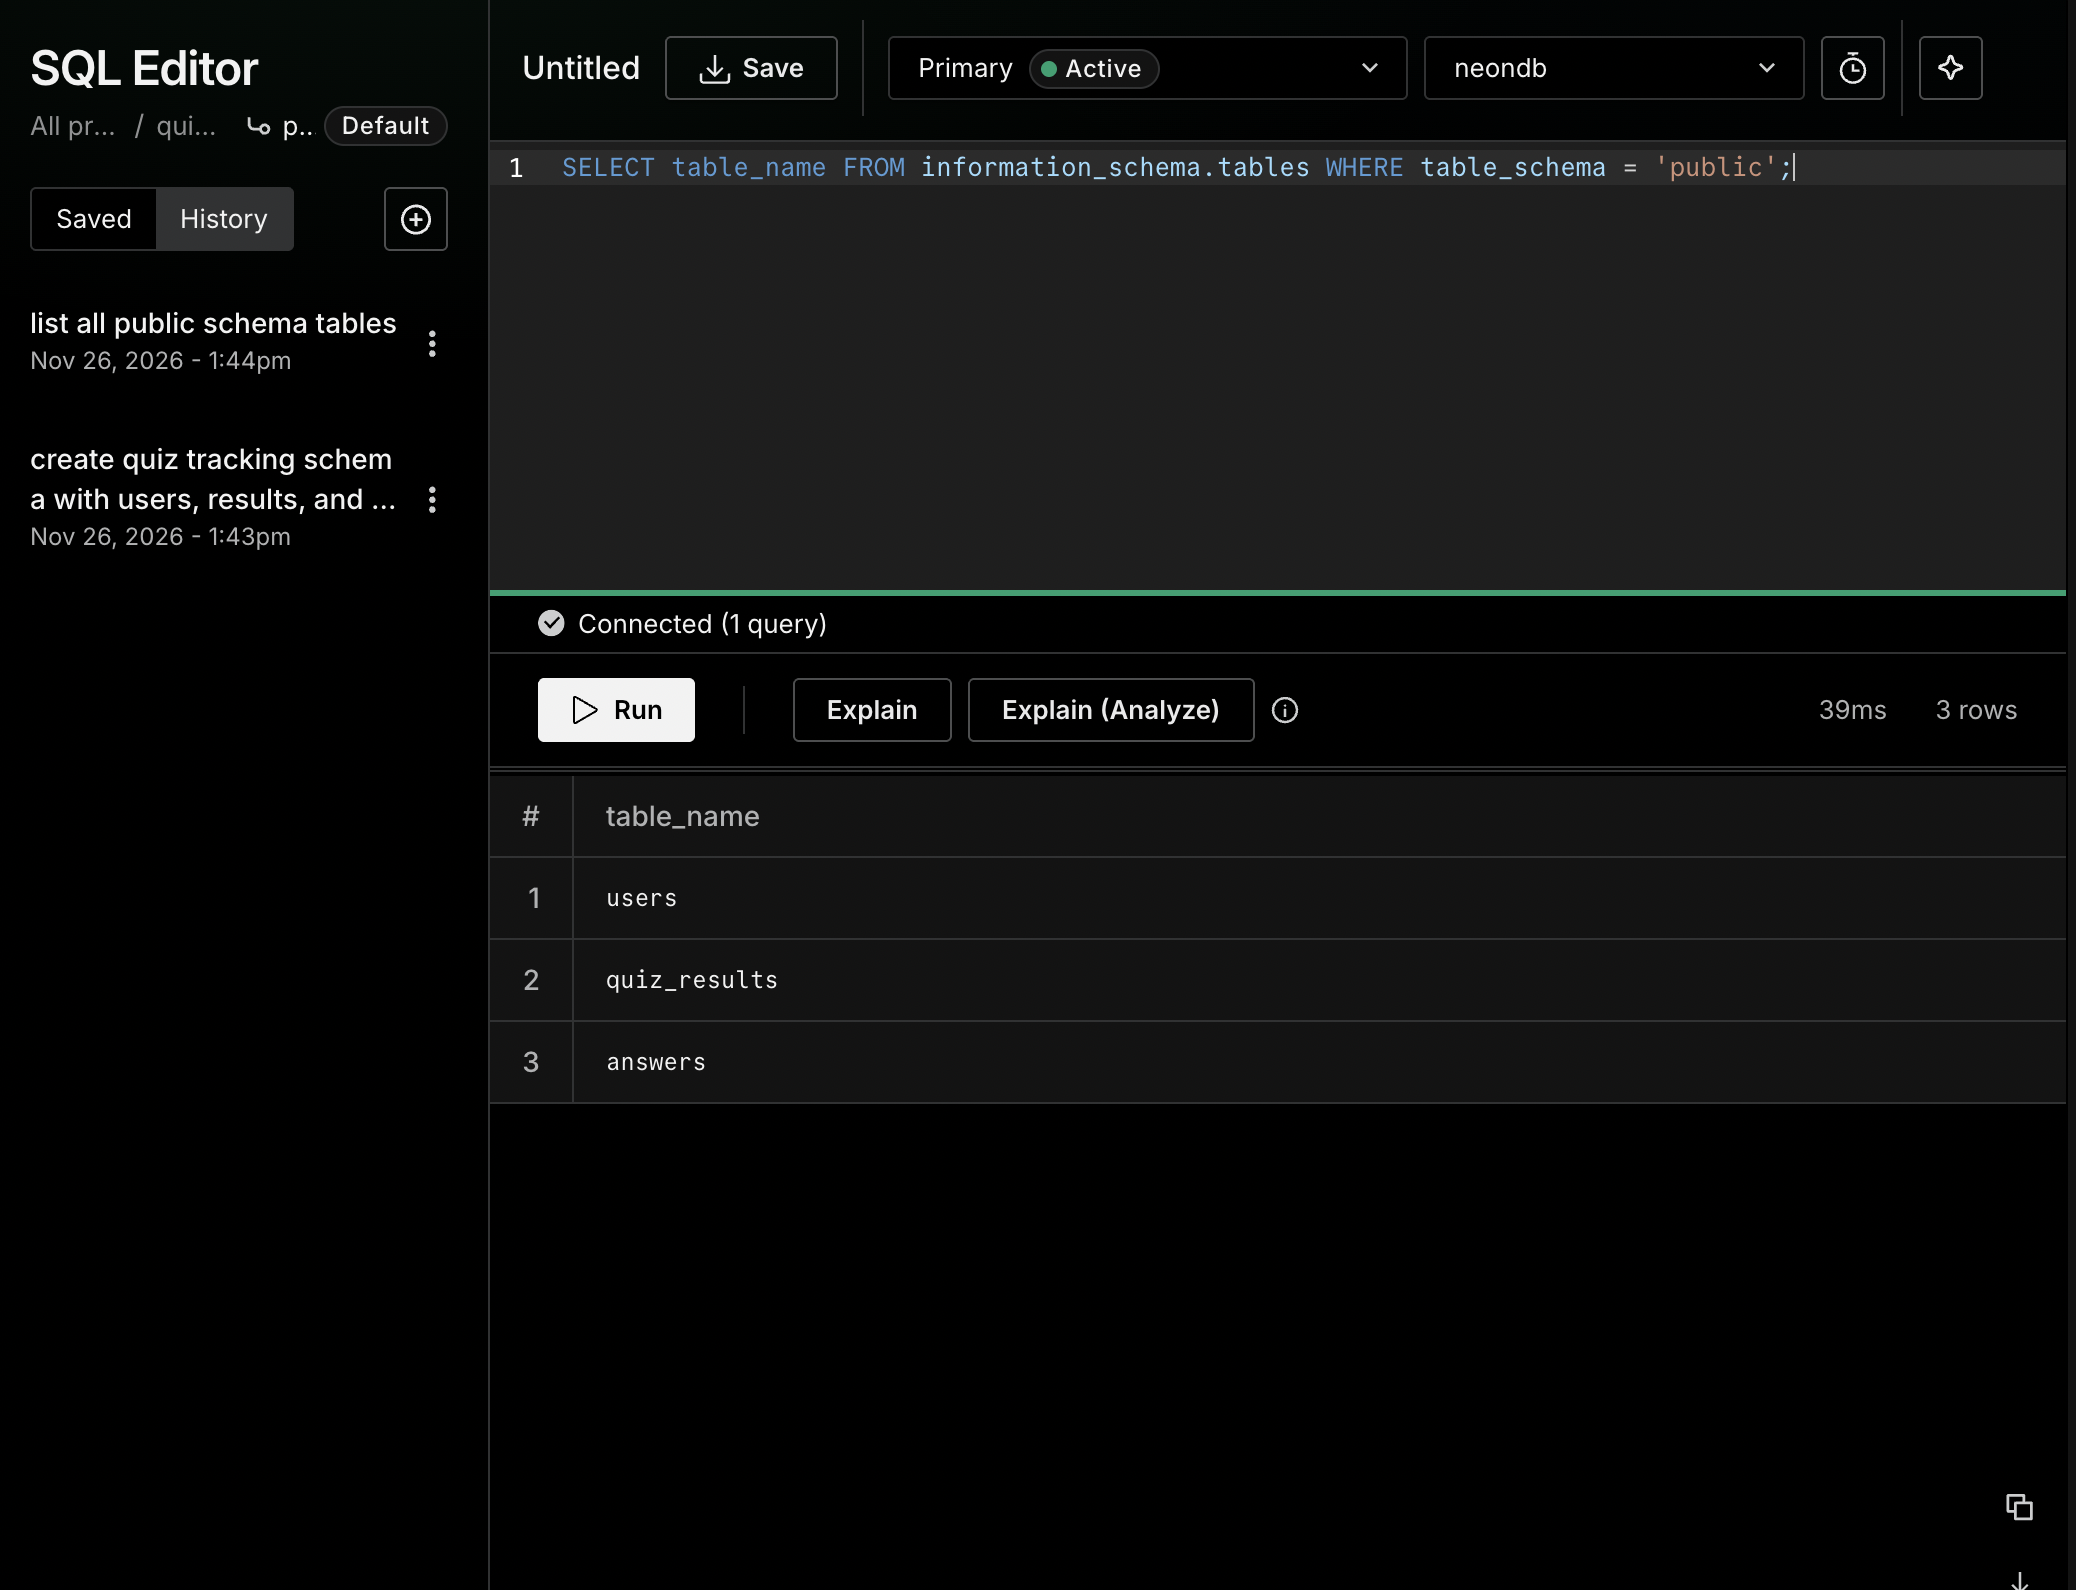 SQL Editor
All pr... / qui... p... Default
Saved History
list all public schema tables
Nov 26, 2026 - 1:44pm
create quiz tracking schem
a with users, results, and ...
Nov 26, 2026 - 1:43pm
Untitled Save Primary Active neondb
1 SELECT table_name FROM information_schema.tables WHERE table_schema = 'public';
Connected (1 query)
Run Explain Explain (Analyze) 39ms 3 rows
# table_name
1 users
2 quiz_results
3 answers